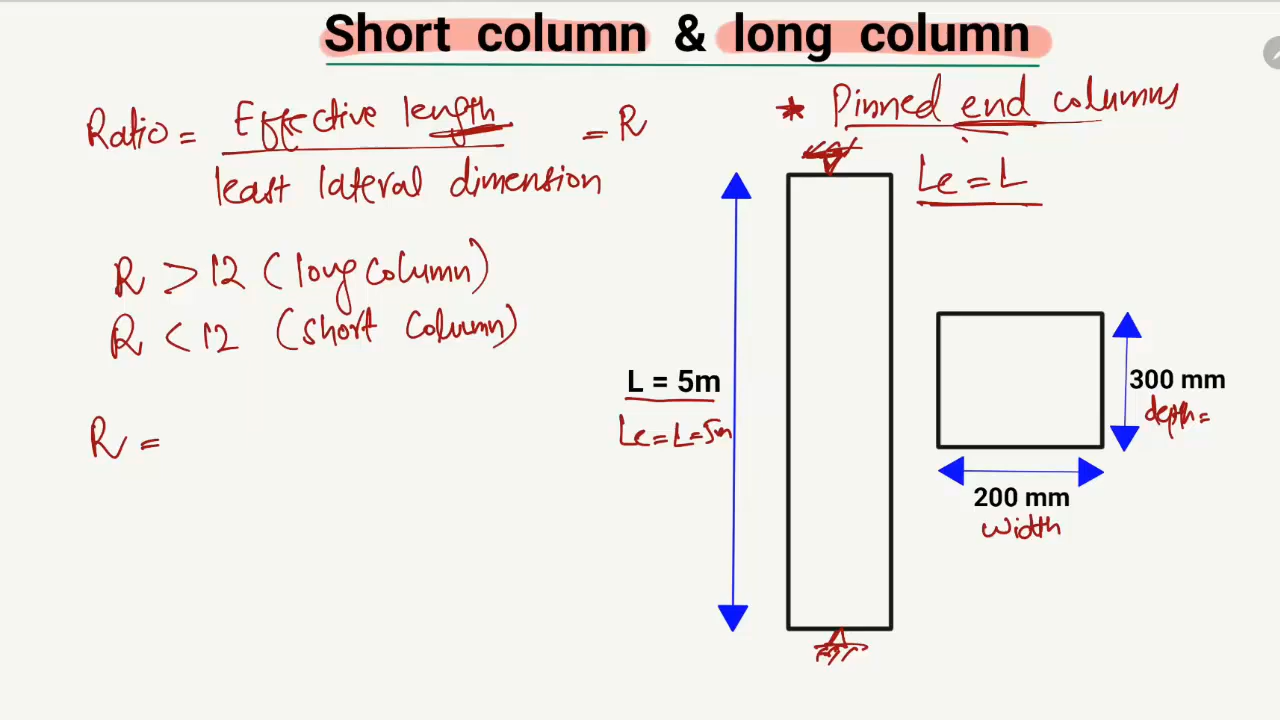 Short column & long column
Ratio = Effective length / least lateral dimension = R
R > 12 (long column)
R < 12 (short column)
R =
* Pinned end columns
Le = L
L = 5m
Le = L = 5m
300 mm
depth =
200 mm
width